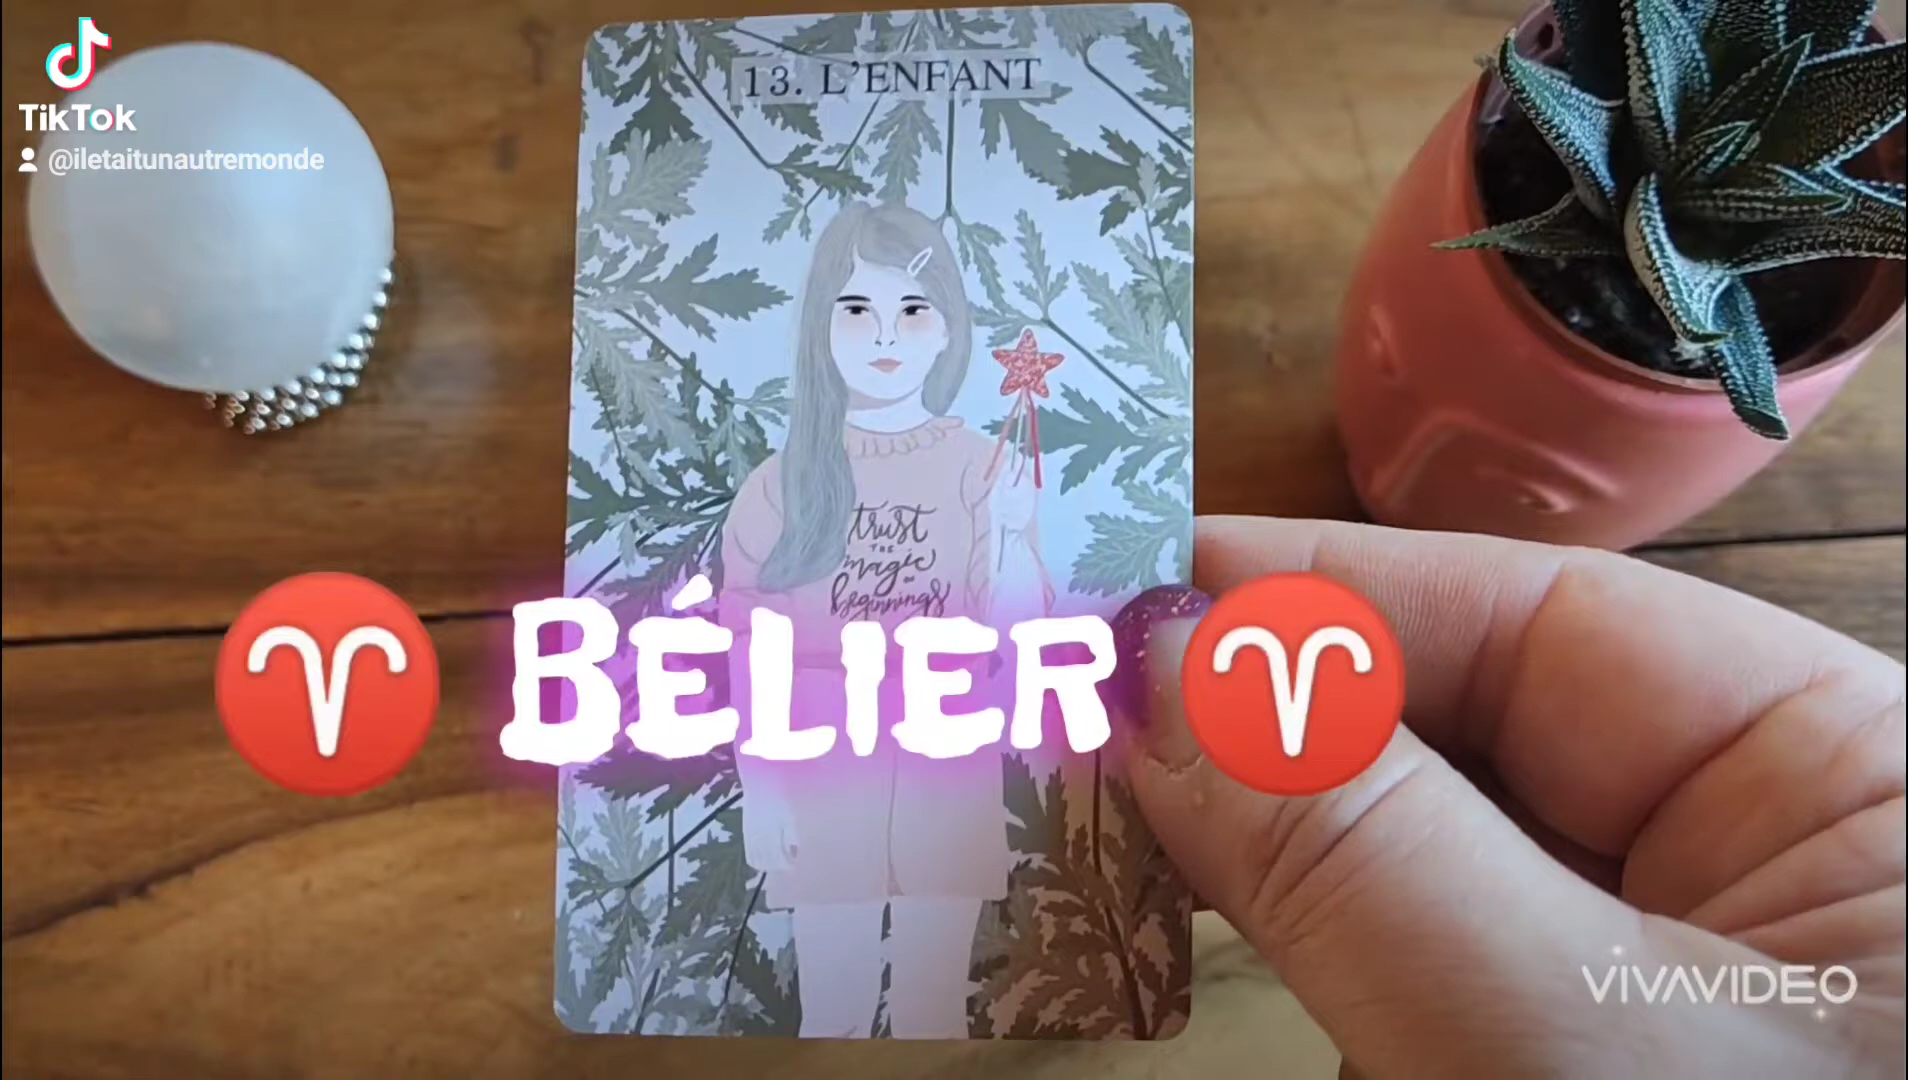 TikTok
@iletaitunautremonde
13. L'ENFANT
trust
THE
magic
OF
beginnings
BÉLIER
VIVAVIDEO